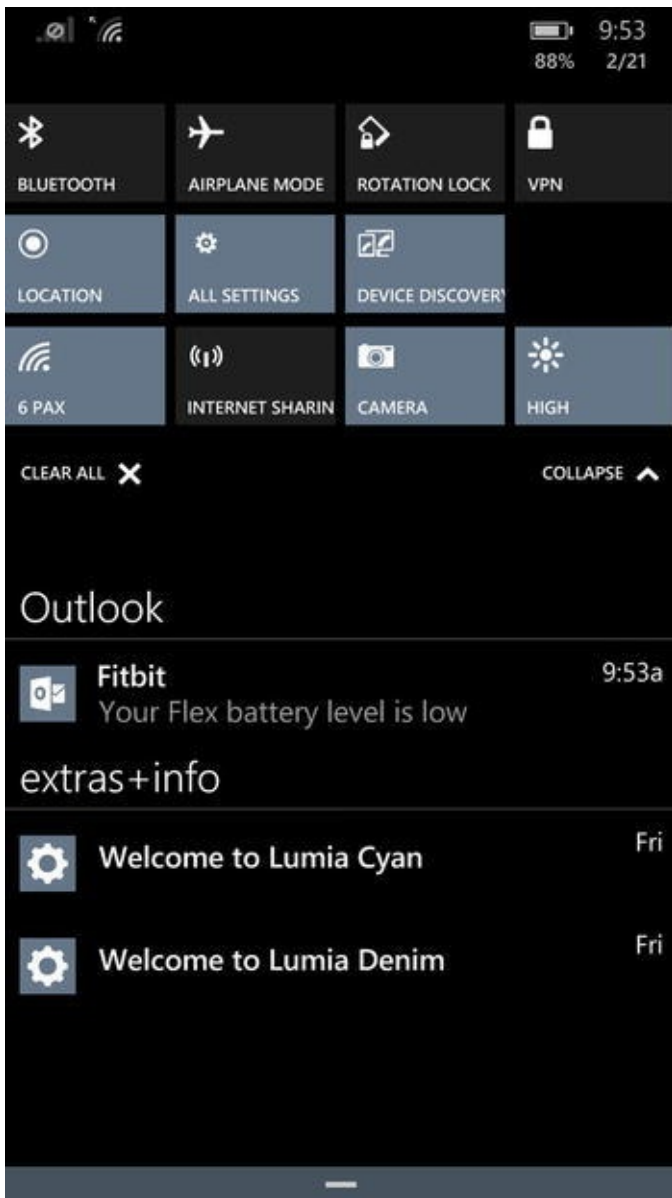 9:53
88% 2/21
BLUETOOTH AIRPLANE MODE ROTATION LOCK VPN
LOCATION ALL SETTINGS DEVICE DISCOVERY
6 PAX INTERNET SHARIN CAMERA HIGH
CLEAR ALL COLLAPSE
Outlook
Fitbit 9:53a
Your Flex battery level is low
extras+info
Welcome to Lumia Cyan Fri
Welcome to Lumia Denim Fri